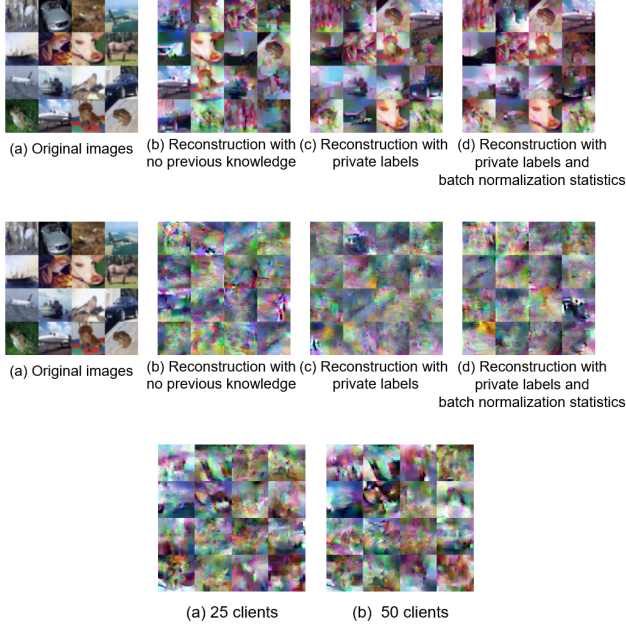 (a) Original images
(b) Reconstruction with
no previous knowledge
(c) Reconstruction with
private labels
(d) Reconstruction with
private labels and
batch normalization statistics
(a) Original images
(b) Reconstruction with
no previous knowledge
(c) Reconstruction with
private labels
(d) Reconstruction with
private labels and
batch normalization statistics
(a) 25 clients
(b) 50 clients